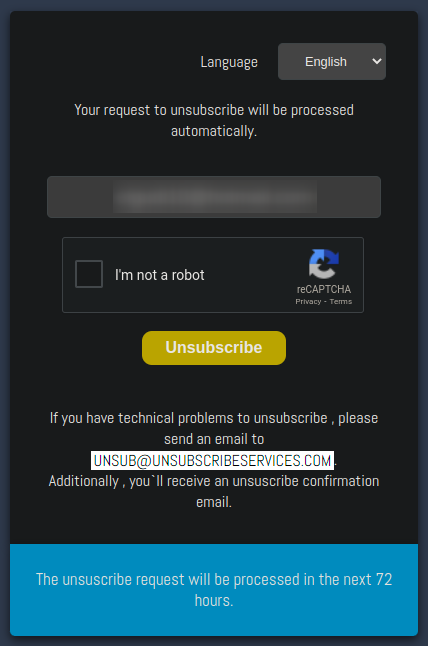 Language English
Your request to unsubscribe will be processed
automatically.
I'm not a robot
reCAPTCHA
Privacy - Terms
Unsubscribe
If you have technical problems to unsubscribe , please
send an email to
UNSUB@UNSUBSCRIBESERVICES.COM.
Additionally , you`ll receive an unsuscribe confirmation
email.
The unsuscribe request will be processed in the next 72
hours.